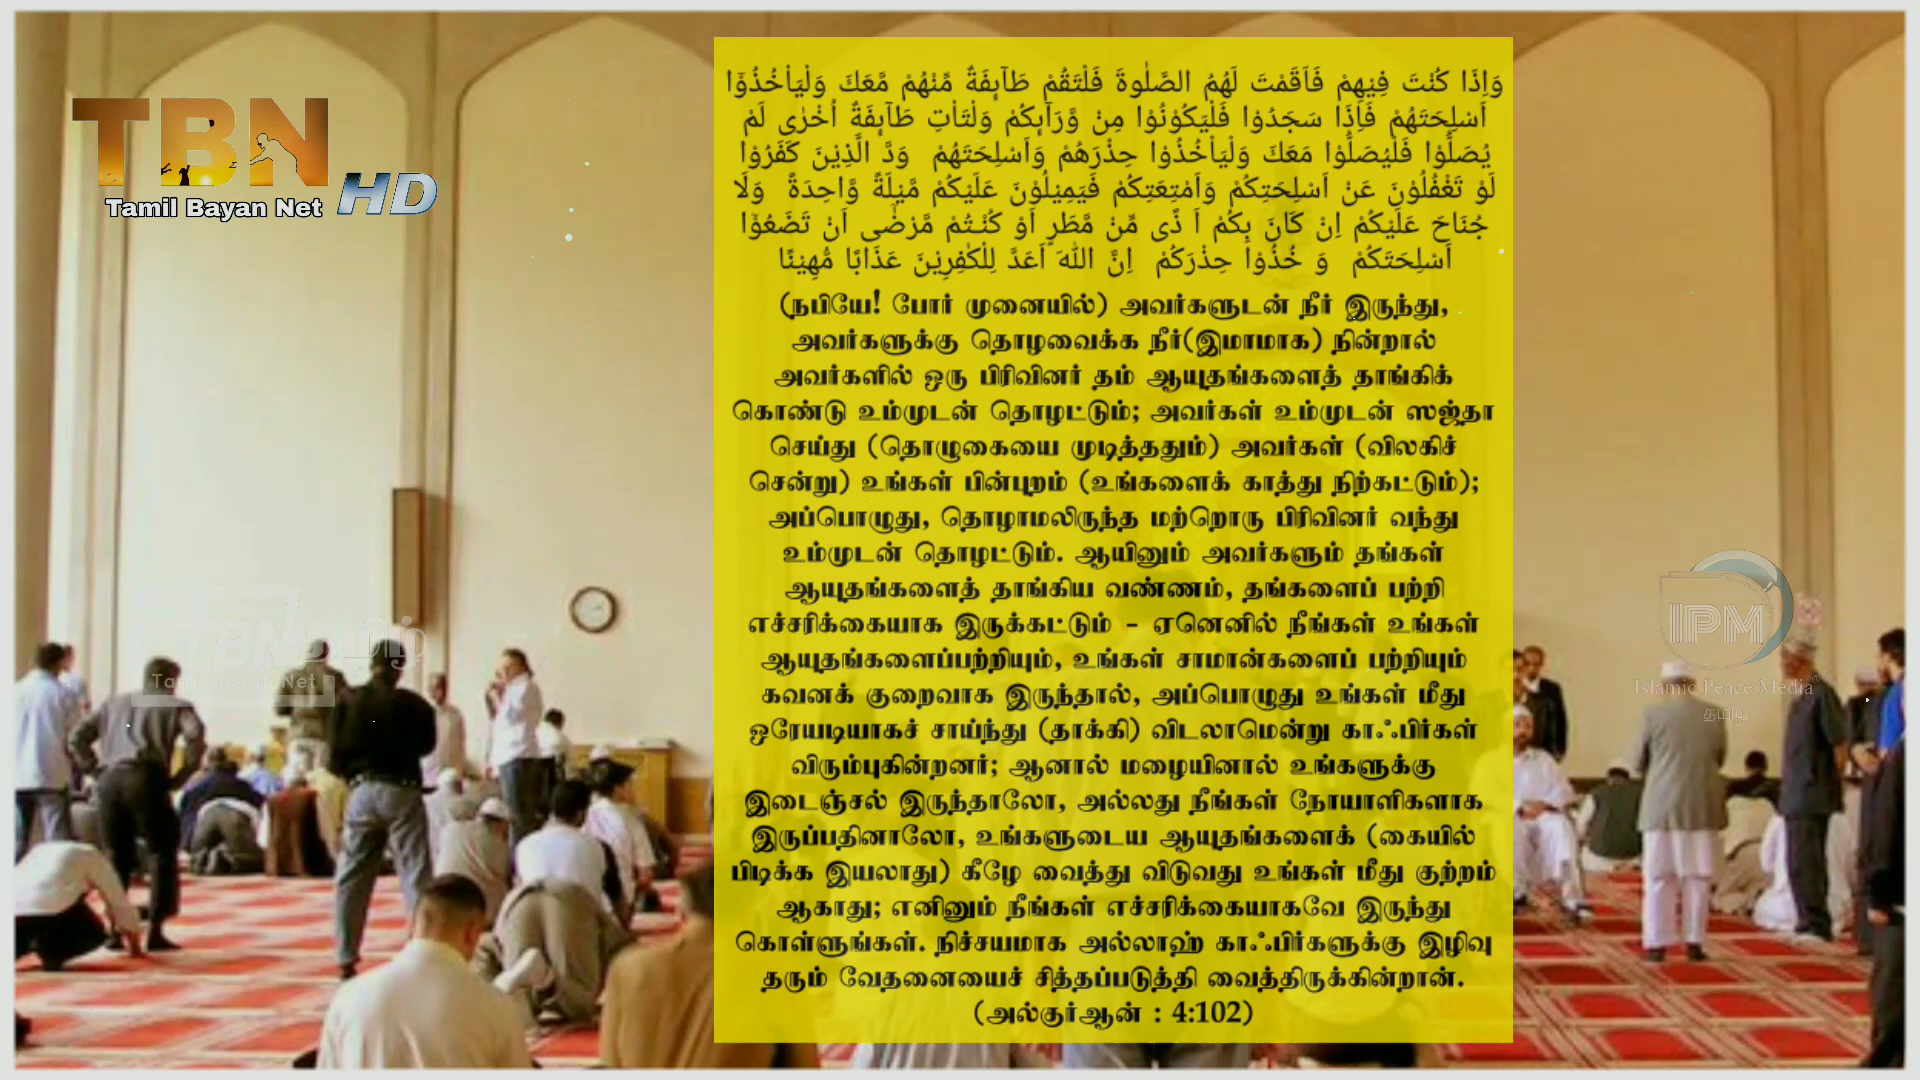 TBN HD
Tamil Bayan Net
وَاِذَا كُنْتَ فِيْهِمْ فَاَقَمْتَ لَهُمُ الصَّلٰوةَ فَلْتَقُمْ طَآٮِٕفَةٌ مِّنْهُمْ مَّعَكَ وَلْيَاْخُذُوْۤا
اَسْلِحَتَهُمْ فَاِذَا سَجَدُوْا فَلْيَكُوْنُوْا مِنْ وَّرَآٮِٕكُمْ وَلْتَاْتِ طَآٮِٕفَةٌ اُخْرٰى لَمْ
يُصَلُّوْا فَلْيُصَلُّوْا مَعَكَ وَلْيَاْخُذُوْا حِذْرَهُمْ وَاَسْلِحَتَهُمْ وَدَّ الَّذِيْنَ كَفَرُوْا
لَوْ تَغْفُلُوْنَ عَنْ اَسْلِحَتِكُمْ وَاَمْتِعَتِكُمْ فَيَمِيْلُوْنَ عَلَيْكُمْ مَّيْلَةً وَّاحِدَةً وَلَا
جُنَاحَ عَلَيْكُمْ اِنْ كَانَ بِكُمْ اَ ذًى مِّنْ مَّطَرٍ اَوْ كُنْـتُمْ مَّرْضٰۤى اَنْ تَضَعُوْۤا
اَسْلِحَتَكُمْ وَ خُذُوْا حِذْرَكُمْ اِنَّ اللّٰهَ اَعَدَّ لِلْكٰفِرِيْنَ عَذَابًا مُّهِيْنًا
(நபியே! போர் முனையில்) அவர்களுடன் நீர் இருந்து,
அவர்களுக்கு தொழவைக்க நீர்(இமாமாக) நின்றால்
அவர்களில் ஒரு பிரிவினர் தம் ஆயுதங்களைத் தாங்கிக்
கொண்டு உம்முடன் தொழட்டும்; அவர்கள் உம்முடன் ஸஜ்தா
செய்து (தொழுகையை முடித்ததும்) அவர்கள் (விலகிச்
சென்று) உங்கள் பின்புறம் (உங்களைக் காத்து நிற்கட்டும்);
அப்பொழுது, தொழாமலிருந்த மற்றொரு பிரிவினர் வந்து
உம்முடன் தொழட்டும். ஆயினும் அவர்களும் தங்கள்
ஆயுதங்களைத் தாங்கிய வண்ணம், தங்களைப் பற்றி
எச்சரிக்கையாக இருக்கட்டும் - ஏனெனில் நீங்கள் உங்கள்
ஆயுதங்களைப்பற்றியும், உங்கள் சாமான்களைப் பற்றியும்
கவனக் குறைவாக இருந்தால், அப்பொழுது உங்கள் மீது
ஒரேயடியாகச் சாய்ந்து (தாக்கி) விடலாமென்று காஃபிர்கள்
விரும்புகின்றனர்; ஆனால் மழையினால் உங்களுக்கு
இடைஞ்சல் இருந்தாலோ, அல்லது நீங்கள் நோயாளிகளாக
இருப்பதினாலோ, உங்களுடைய ஆயுதங்களைக் (கையில்
பிடிக்க இயலாது) கீழே வைத்து விடுவது உங்கள் மீது குற்றம்
ஆகாது; எனினும் நீங்கள் எச்சரிக்கையாகவே இருந்து
கொள்ளுங்கள். நிச்சயமாக அல்லாஹ் காஃபிர்களுக்கு இழிவு
தரும் வேதனையைச் சித்தப்படுத்தி வைத்திருக்கின்றான்.
(அல்குர்ஆன் : 4:102)
TBN தமிழ்
Tamil Bayan Net
IPM
Islamic Peace Media
தமிழ்